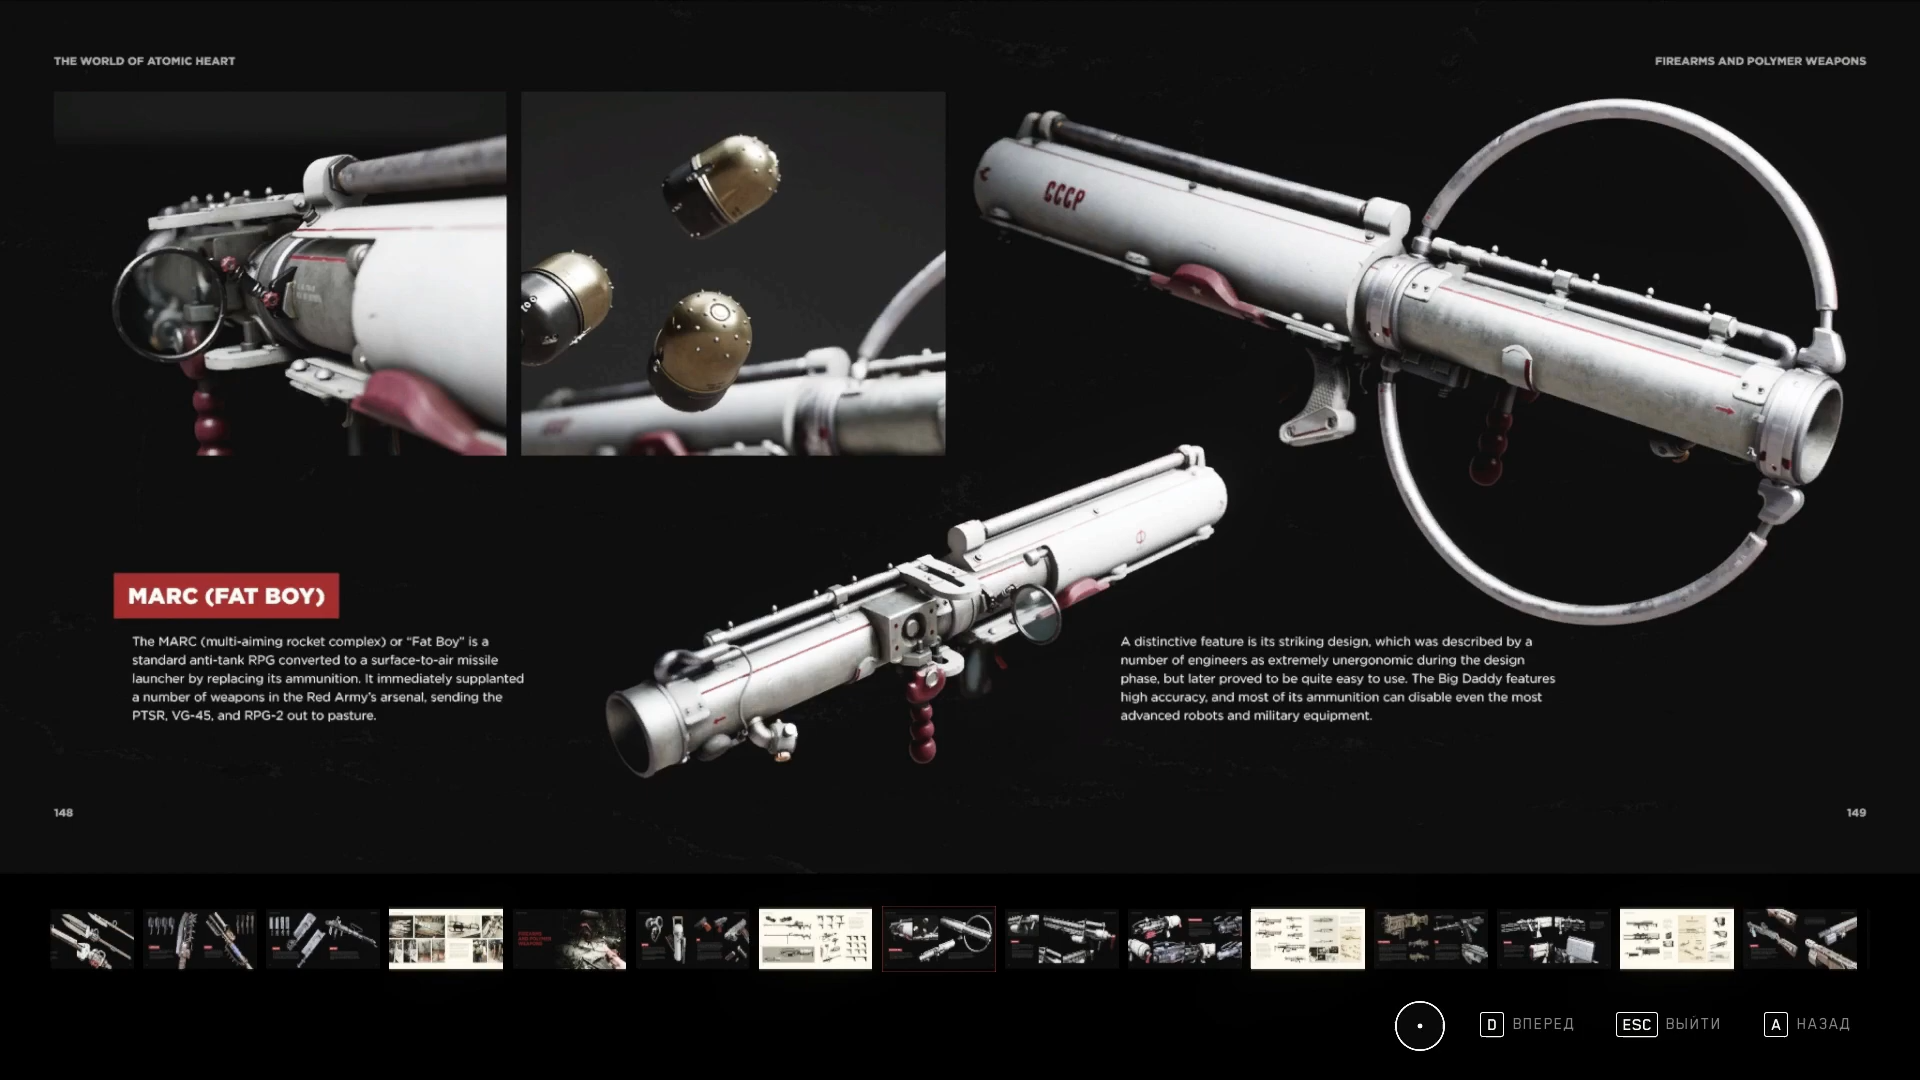 THE WORLD OF ATOMIC HEART
FIREARMS AND POLYMER WEAPONS
СССР
MARC (FAT BOY)
The MARC (multi-aiming rocket complex) or “Fat Boy” is a
standard anti-tank RPG converted to a surface-to-air missile
launcher by replacing its ammunition. It immediately supplanted
a number of weapons in the Red Army's arsenal, sending the
PTSR, VG-45, and RPG-2 out to pasture.
A distinctive feature is its striking design, which was described by a
number of engineers as extremely unergonomic during the design
phase, but later proved to be quite easy to use. The Big Daddy features
high accuracy, and most of its ammunition can disable even the most
advanced robots and military equipment.
148
149
FIREARMS
AND POLYMER
WEAPONS
D ВПЕРЕД
ESC ВЫЙТИ
A НАЗАД